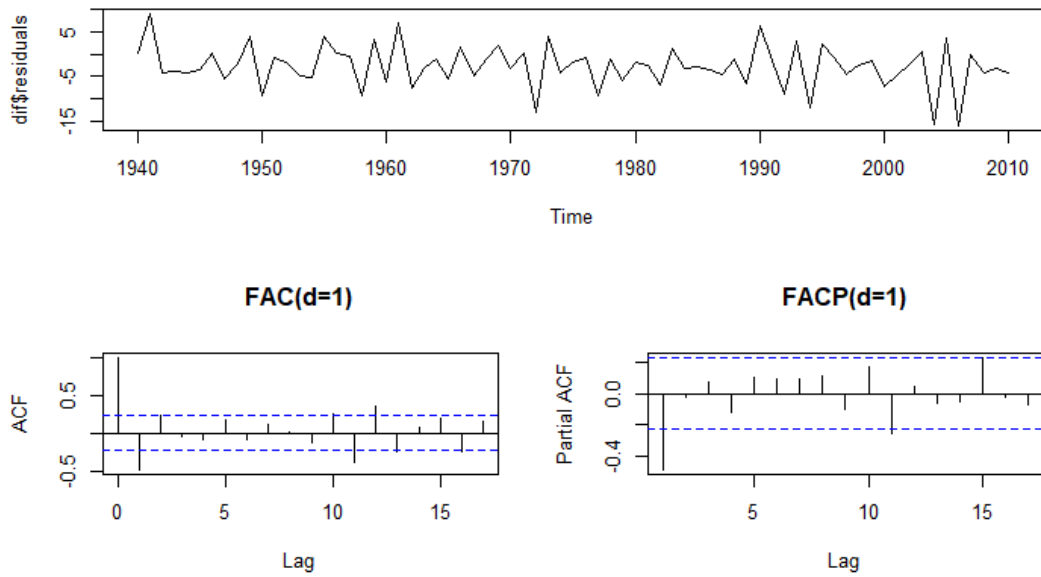 dif$residuals
5
-5
-15
1940 1950 1960 1970 1980 1990 2000 2010
Time
FAC(d=1)
ACF
0.5
-0.5
0 5 10 15
Lag
FACP(d=1)
Partial ACF
0.0
-0.4
5 10 15
Lag